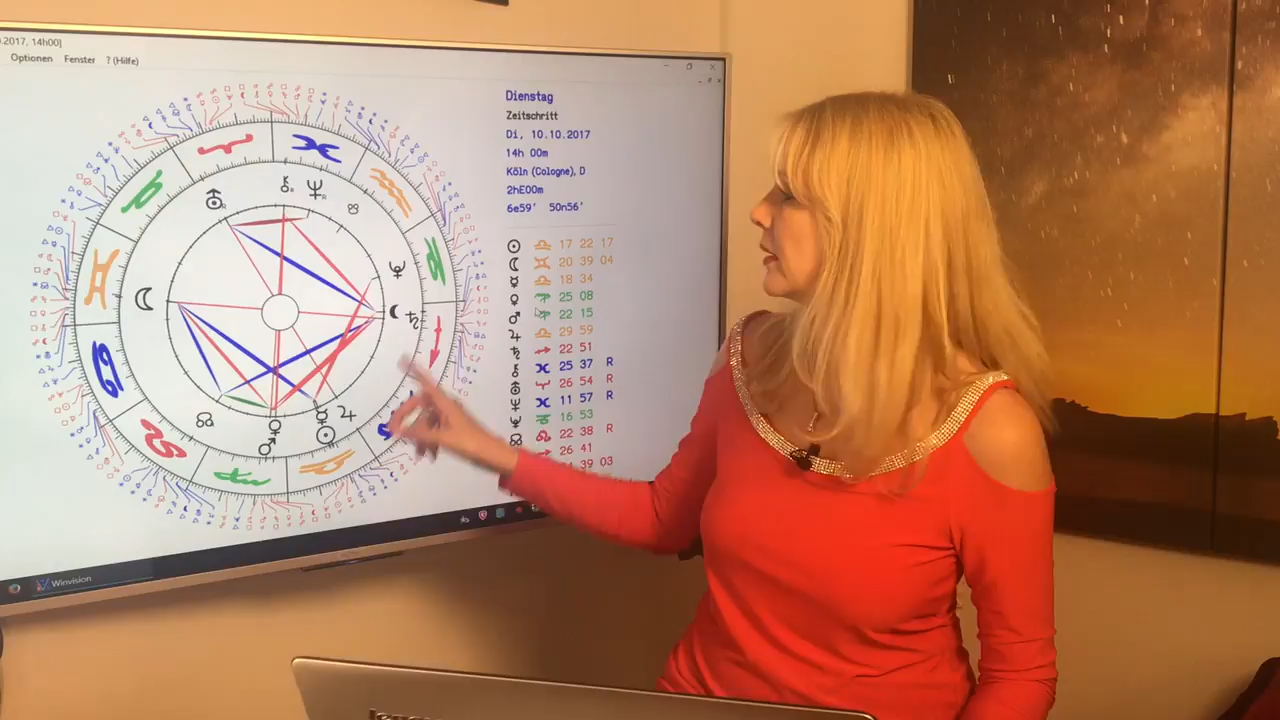 .2017, 14h00]
Optionen Fenster ? (Hilfe)
Dienstag
Zeitschritt
Di, 10.10.2017
14h 00m
Köln (Cologne), D
2hE00m
6e59' 50n56'
17 22 17
20 39 04
18 34
25 08
22 15
29 59
22 51
25 37 R
26 54 R
11 57 R
16 53
22 38 R
26 41
39 03
Winvision